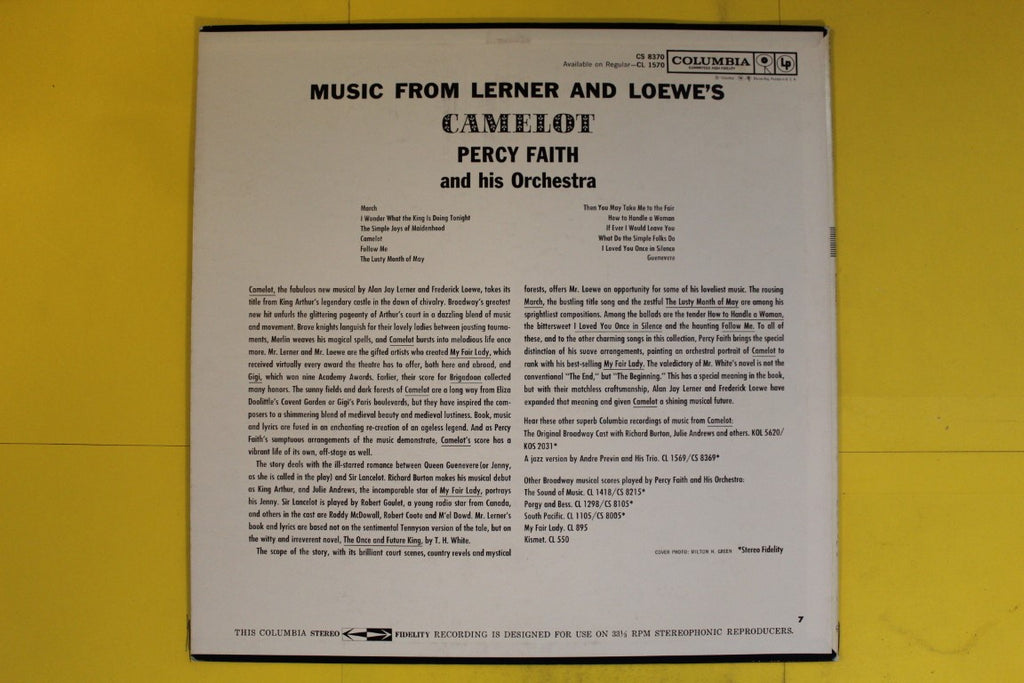 CS 8370
Available on Regular—CL 1570
COLUMBIA
LP
MUSIC FROM LERNER AND LOEWE'S
CAMELOT
PERCY FAITH
and his Orchestra
March
I Wonder What the King Is Doing Tonight
The Simple Joys of Maidenhood
Camelot
Follow Me
The Lusty Month of May
Then You May Take Me to the Fair
How to Handle a Woman
If Ever I Would Leave You
What Do the Simple Folks Do
I Loved You Once in Silence
Guenevere
Camelot, the fabulous new musical by Alan Jay Lerner and Frederick Loewe, takes its
title from King Arthur's legendary castle in the dawn of chivalry. Broadway's greatest
new hit unfurls the glittering pageantry of Arthur's court in a dazzling blend of music
and movement. Brave knights languish for their lovely ladies between jousting tourna-
ments, Merlin weaves his magical spells, and Camelot bursts into melodious life once
more. Mr. Lerner and Mr. Loewe are the gifted artists who created My Fair Lady, which
received virtually every award the theatre has to offer, both here and abroad, and
Gigi, which won nine Academy Awards. Earlier, their score for Brigadoon collected
many honors. The sunny fields and dark forests of Camelot are a long way from Eliza
Doolittle's Covent Garden or Gigi's Paris boulevards, but they have inspired the com-
posers to a shimmering blend of medieval beauty and medieval lustiness. Book, music
and lyrics are fused in an enchanting re-creation of an ageless legend. And as Percy
Faith's sumptuous arrangements of the music demonstrate, Camelot's score has a
vibrant life of its own, off-stage as well.
The story deals with the ill-starred romance between Queen Guenevere (or Jenny,
as she is called in the play) and Sir Lancelot. Richard Burton makes his musical debut
as King Arthur, and Julie Andrews, the incomparable star of My Fair Lady, portrays
his Jenny. Sir Lancelot is played by Robert Goulet, a young radio star from Canada,
and others in the cast are Roddy McDowall, Robert Coote and M'el Dowd. Mr. Lerner's
book and lyrics are based not on the sentimental Tennyson version of the tale, but on
the witty and irreverent novel, The Once and Future King, by T. H. White.
The scope of the story, with its brilliant court scenes, country revels and mystical
forests, offers Mr. Loewe an opportunity for some of his loveliest music. The rousing
March, the bustling title song and the zestful The Lusty Month of May are among his
sprightliest compositions. Among the ballads are the tender How to Handle a Woman,
the bittersweet I Loved You Once in Silence and the haunting Follow Me. To all of
these, and to the other charming songs in this collection, Percy Faith brings the special
distinction of his suave arrangements, painting an orchestral portrait of Camelot to
rank with his best-selling My Fair Lady. The valedictory of Mr. White's novel is not the
conventional "The End," but "The Beginning." This has a special meaning in the book,
but with their matchless craftsmanship, Alan Jay Lerner and Frederick Loewe have
expanded that meaning and given Camelot a shining musical future.
Hear these other superb Columbia recordings of music from Camelot:
The Original Broadway Cast with Richard Burton, Julie Andrews and others. KOL 5620/
KOS 2031*
A jazz version by Andre Previn and His Trio. CL 1569/CS 8369*
Other Broadway musical scores played by Percy Faith and His Orchestra:
The Sound of Music. CL 1418/CS 8215*
Porgy and Bess. CL 1298/CS 8105*
South Pacific. CL 1105/CS 8005*
My Fair Lady. CL 895
Kismet. CL 550
COVER PHOTO: MILTON H. GREEN *Stereo Fidelity
7
THIS COLUMBIA STEREO FIDELITY RECORDING IS DESIGNED FOR USE ON 33⅓ RPM STEREOPHONIC REPRODUCERS.